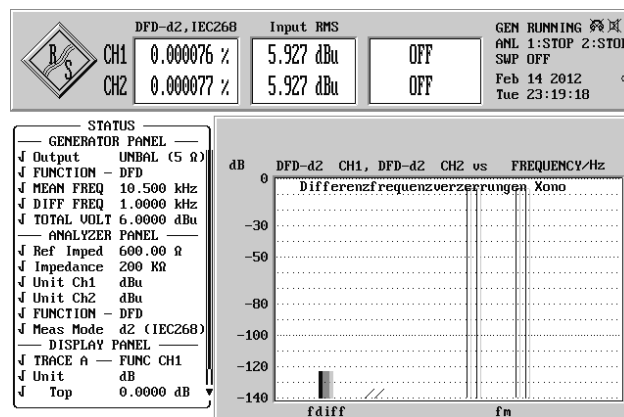 DFD-d2,IEC268 Input RMS
R&S CH1 0.000076 % 5.927 dBu OFF
CH2 0.000077 % 5.927 dBu OFF
GEN RUNNING
ANL 1:STOP 2:STOP
SWP OFF
Feb 14 2012
Tue 23:19:18
STATUS
GENERATOR PANEL
Output UNBAL (5 Ω)
FUNCTION - DFD
MEAN FREQ 10.500 kHz
DIFF FREQ 1.0000 kHz
TOTAL VOLT 6.0000 dBu
ANALYZER PANEL
Ref Imped 600.00 Ω
Impedance 200 KΩ
Unit Ch1 dBu
Unit Ch2 dBu
FUNCTION - DFD
Meas Mode d2 (IEC268)
DISPLAY PANEL
TRACE A — FUNC CH1
Unit dB
Top 0.0000 dB
dB DFD-d2 CH1, DFD-d2 CH2 vs FREQUENCY/Hz
Differenzfrequenzverzerrungen Xono
0
-30
-50
-80
-100
-120
-140
fdiff fm